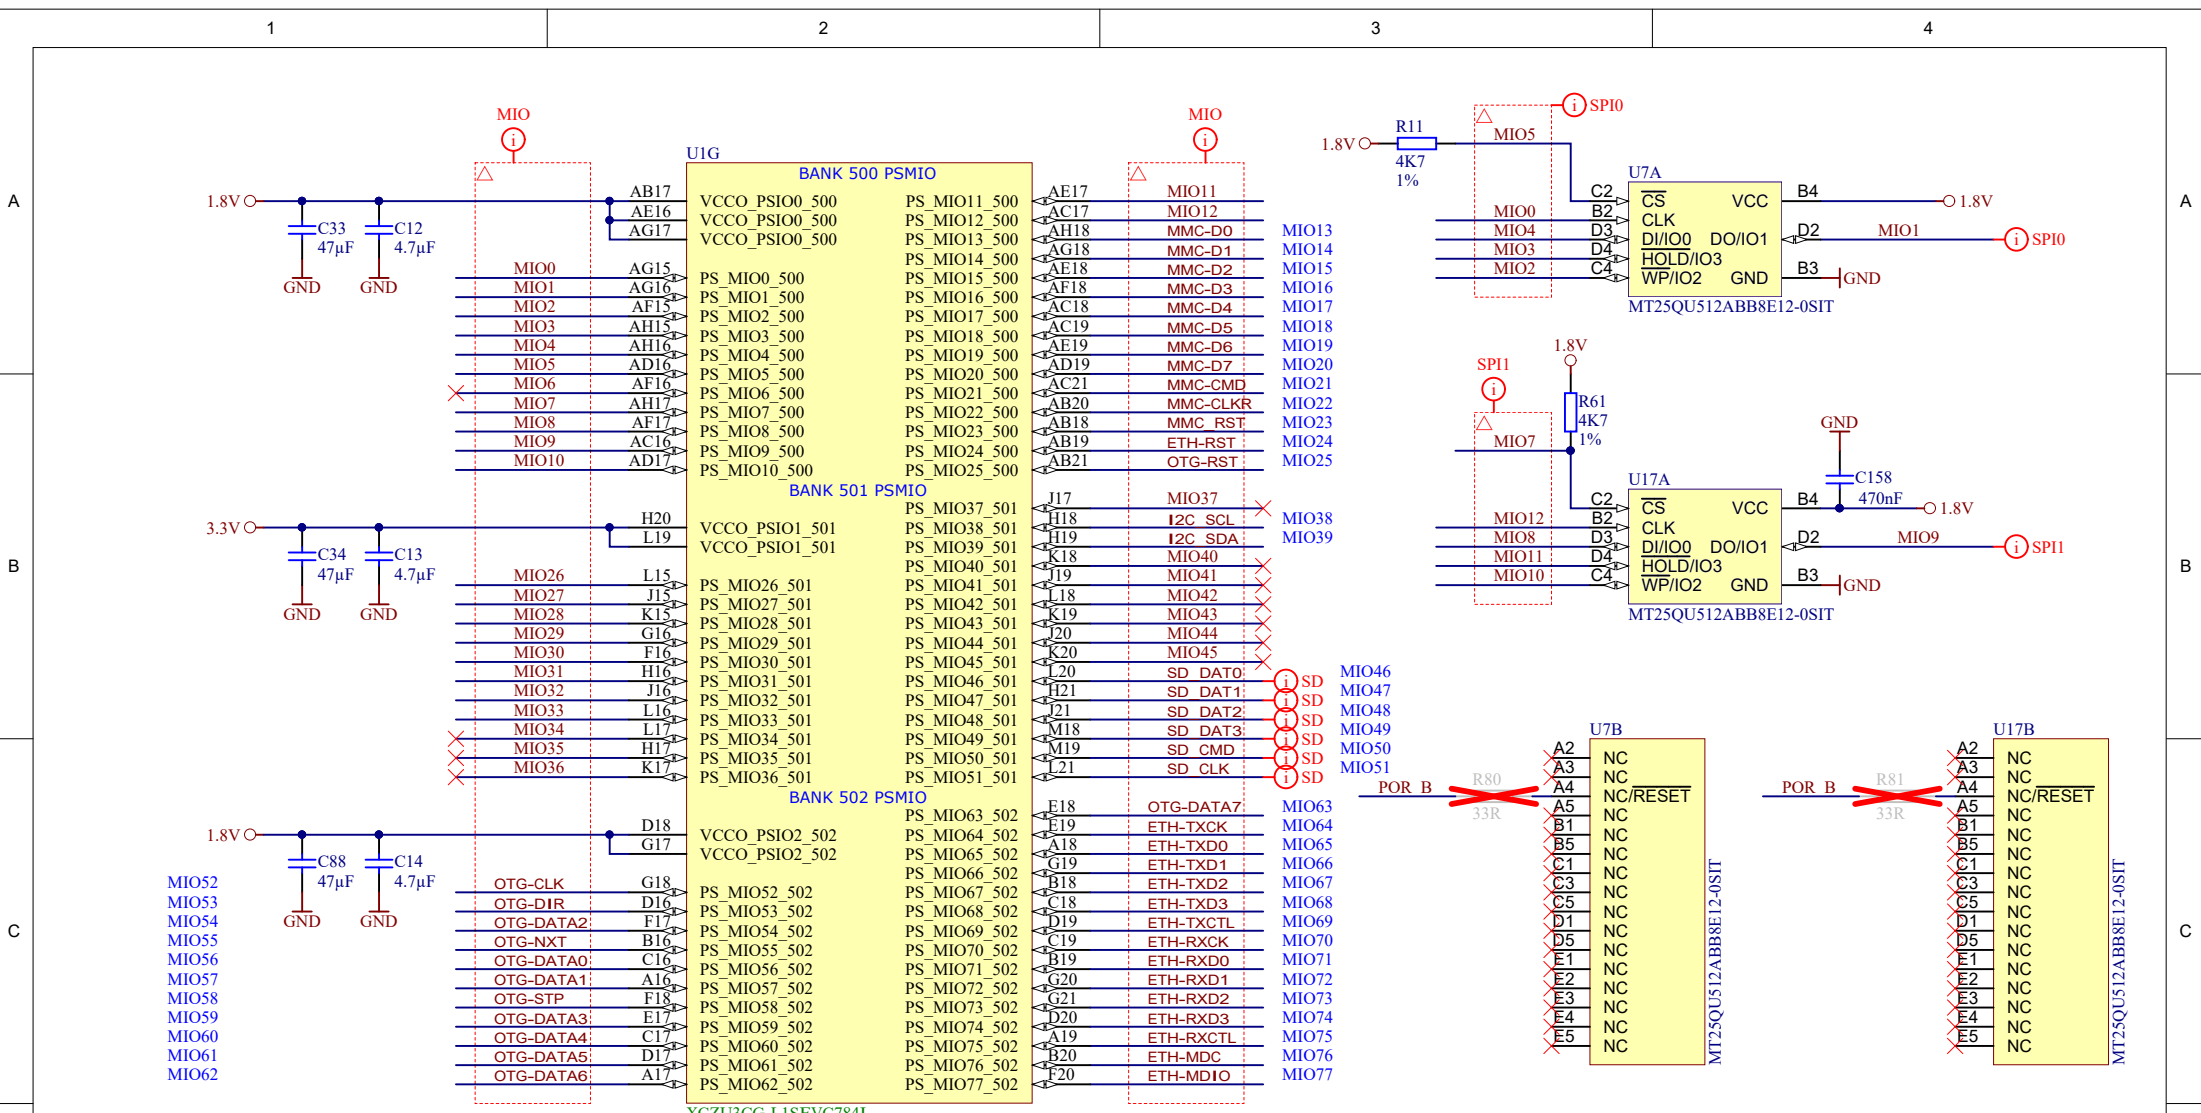 1 2 3 4
A A
B B
C C
MIO
MIO
U1G
BANK 500 PSMIO
1.8V
C33
47µF
GND
C12
4.7µF
GND
AB17 VCCO_PSIO0_500
AE16 VCCO_PSIO0_500
AG17 VCCO_PSIO0_500
MIO0 AG15 PS_MIO0_500
MIO1 AG16 PS_MIO1_500
MIO2 AF15 PS_MIO2_500
MIO3 AH15 PS_MIO3_500
MIO4 AH16 PS_MIO4_500
MIO5 AD16 PS_MIO5_500
MIO6 AF16 PS_MIO6_500
MIO7 AH17 PS_MIO7_500
MIO8 AF17 PS_MIO8_500
MIO9 AC16 PS_MIO9_500
MIO10 AD17 PS_MIO10_500
PS_MIO11_500 AE17 MIO11
PS_MIO12_500 AC17 MIO12
PS_MIO13_500 AH18 MMC-D0 MIO13
PS_MIO14_500 AG18 MMC-D1 MIO14
PS_MIO15_500 AE18 MMC-D2 MIO15
PS_MIO16_500 AF18 MMC-D3 MIO16
PS_MIO17_500 AC18 MMC-D4 MIO17
PS_MIO18_500 AC19 MMC-D5 MIO18
PS_MIO19_500 AE19 MMC-D6 MIO19
PS_MIO20_500 AD19 MMC-D7 MIO20
PS_MIO21_500 AC21 MMC-CMD MIO21
PS_MIO22_500 AB20 MMC-CLKR MIO22
PS_MIO23_500 AB18 MMC_RST MIO23
PS_MIO24_500 AB19 ETH-RST MIO24
PS_MIO25_500 AB21 OTG-RST MIO25
BANK 501 PSMIO
3.3V
C34
47µF
GND
C13
4.7µF
GND
H20 VCCO_PSIO1_501
L19 VCCO_PSIO1_501
MIO26 L15 PS_MIO26_501
MIO27 J15 PS_MIO27_501
MIO28 K15 PS_MIO28_501
MIO29 G16 PS_MIO29_501
MIO30 F16 PS_MIO30_501
MIO31 H16 PS_MIO31_501
MIO32 J16 PS_MIO32_501
MIO33 L16 PS_MIO33_501
MIO34 L17 PS_MIO34_501
MIO35 H17 PS_MIO35_501
MIO36 K17 PS_MIO36_501
PS_MIO37_501 J17 MIO37
PS_MIO38_501 H18 I2C_SCL MIO38
PS_MIO39_501 H19 I2C_SDA MIO39
PS_MIO40_501 K18 MIO40
PS_MIO41_501 J19 MIO41
PS_MIO42_501 L18 MIO42
PS_MIO43_501 K19 MIO43
PS_MIO44_501 J20 MIO44
PS_MIO45_501 K20 MIO45
PS_MIO46_501 L20 SD_DAT0 i SD MIO46
PS_MIO47_501 H21 SD_DAT1 i SD MIO47
PS_MIO48_501 J21 SD_DAT2 i SD MIO48
PS_MIO49_501 M18 SD_DAT3 i SD MIO49
PS_MIO50_501 M19 SD_CMD i SD MIO50
PS_MIO51_501 L21 SD_CLK i SD MIO51
BANK 502 PSMIO
1.8V
C88
47µF
GND
C14
4.7µF
GND
D18 VCCO_PSIO2_502
G17 VCCO_PSIO2_502
MIO52 OTG-CLK G18 PS_MIO52_502
MIO53 OTG-DIR D16 PS_MIO53_502
MIO54 OTG-DATA2 F17 PS_MIO54_502
MIO55 OTG-NXT B16 PS_MIO55_502
MIO56 OTG-DATA0 C16 PS_MIO56_502
MIO57 OTG-DATA1 A16 PS_MIO57_502
MIO58 OTG-STP F18 PS_MIO58_502
MIO59 OTG-DATA3 E17 PS_MIO59_502
MIO60 OTG-DATA4 C17 PS_MIO60_502
MIO61 OTG-DATA5 D17 PS_MIO61_502
MIO62 OTG-DATA6 A17 PS_MIO62_502
PS_MIO63_502 E18 OTG-DATA7 MIO63
PS_MIO64_502 E19 ETH-TXCK MIO64
PS_MIO65_502 A18 ETH-TXD0 MIO65
PS_MIO66_502 G19 ETH-TXD1 MIO66
PS_MIO67_502 B18 ETH-TXD2 MIO67
PS_MIO68_502 C18 ETH-TXD3 MIO68
PS_MIO69_502 D19 ETH-TXCTL MIO69
PS_MIO70_502 C19 ETH-RXCK MIO70
PS_MIO71_502 B19 ETH-RXD0 MIO71
PS_MIO72_502 G20 ETH-RXD1 MIO72
PS_MIO73_502 G21 ETH-RXD2 MIO73
PS_MIO74_502 D20 ETH-RXD3 MIO74
PS_MIO75_502 A19 ETH-RXCTL MIO75
PS_MIO76_502 B20 ETH-MDC MIO76
PS_MIO77_502 F20 ETH-MDIO MIO77
SPI0
1.8V
R11
4K7
1%
MIO5
U7A
C2 CS VCC B4 1.8V
MIO0 B2 CLK
MIO4 D3 DI/IO0 DO/IO1 D2 MIO1 i SPI0
MIO3 D4 HOLD/IO3
MIO2 C4 WP/IO2 GND B3 GND
MT25QU512ABB8E12-0SIT
SPI1
1.8V
R61
4K7
1%
MIO7
GND
C158
470nF
U17A
C2 CS VCC B4 1.8V
MIO12 B2 CLK
MIO8 D3 DI/IO0 DO/IO1 D2 MIO9 i SPI1
MIO11 D4 HOLD/IO3
MIO10 C4 WP/IO2 GND B3 GND
MT25QU512ABB8E12-0SIT
U7B
A2 NC
A3 NC
POR_B R80 33R A4 NC/RESET
A5 NC
B1 NC
B5 NC
C1 NC
C3 NC
C5 NC
D1 NC
D5 NC
E1 NC
E2 NC
E3 NC
E4 NC
E5 NC
MT25QU512ABB8E12-0SIT
U17B
A2 NC
A3 NC
POR_B R81 33R A4 NC/RESET
A5 NC
B1 NC
B5 NC
C1 NC
C3 NC
C5 NC
D1 NC
D5 NC
E1 NC
E2 NC
E3 NC
E4 NC
E5 NC
MT25QU512ABB8E12-0SIT